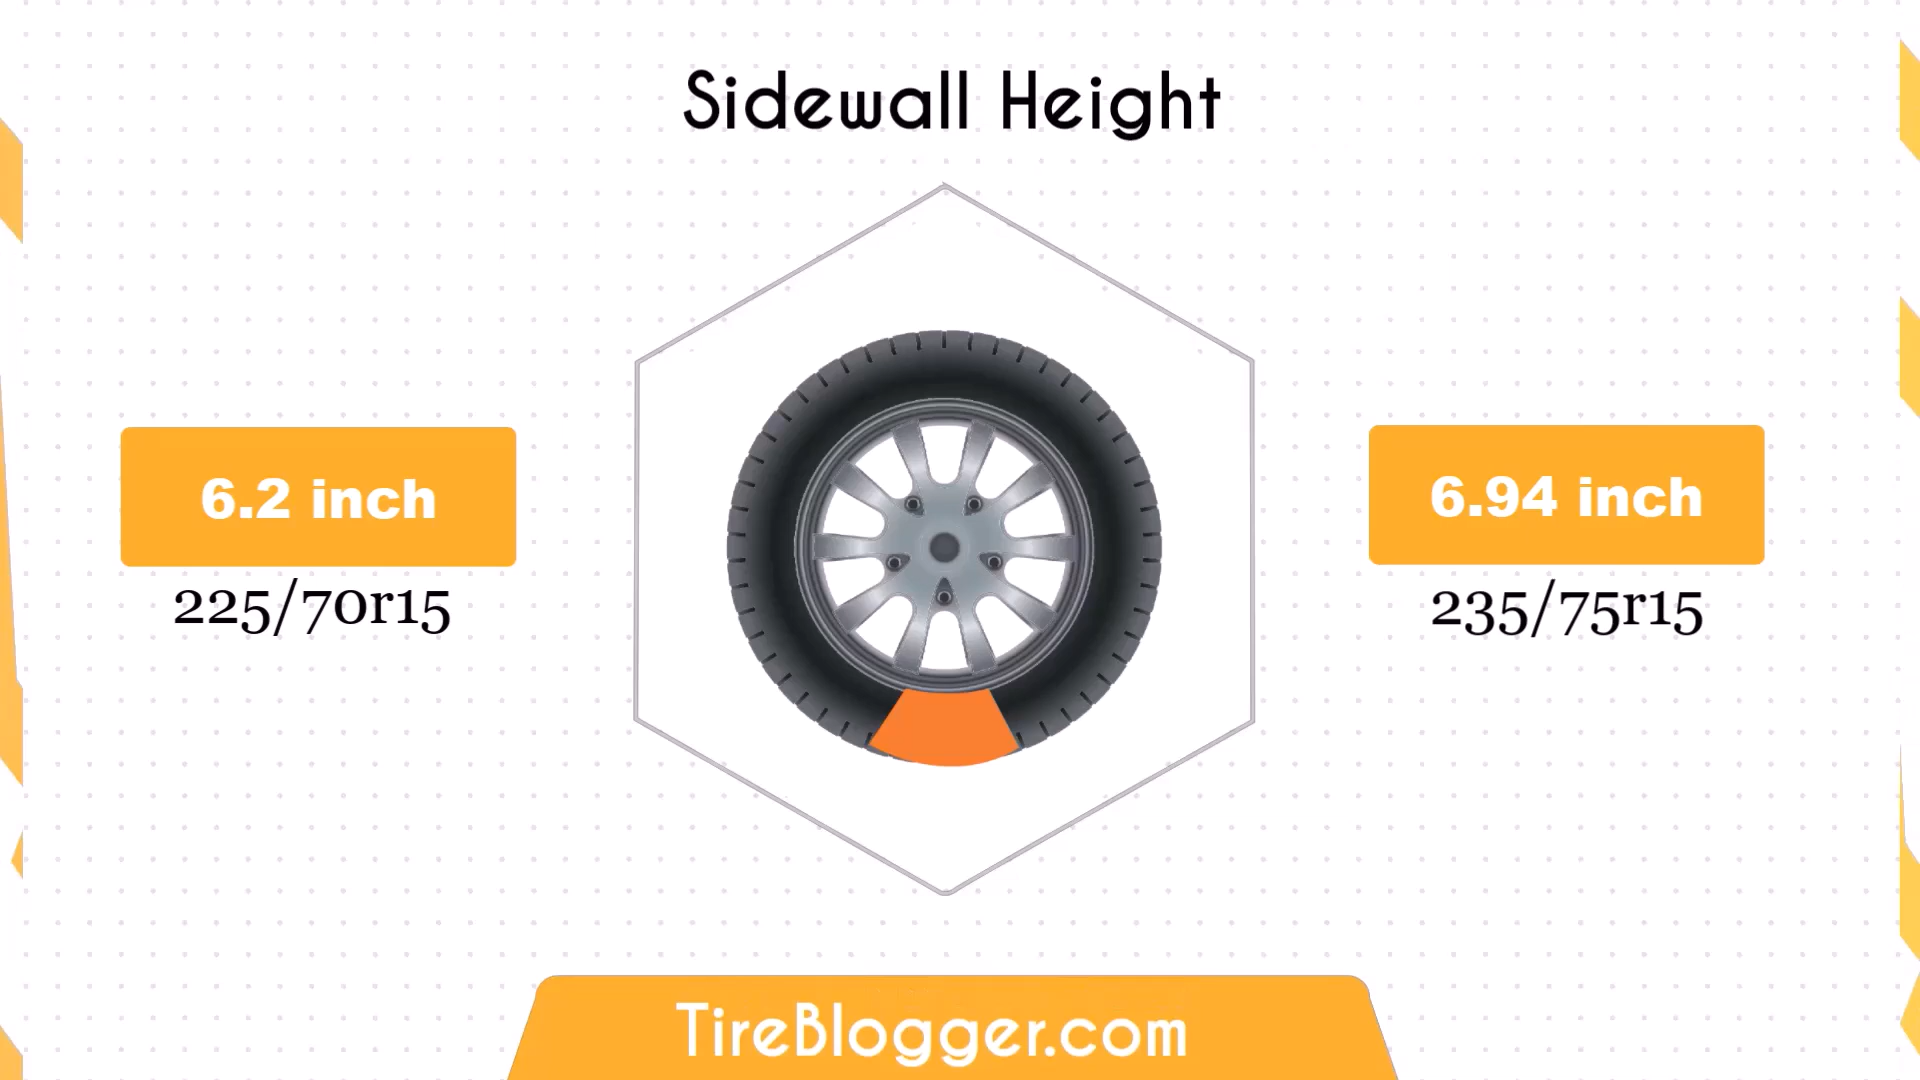 Sidewall Height
6.2 inch
225/70r15
6.94 inch
235/75r15
TireBlogger.com